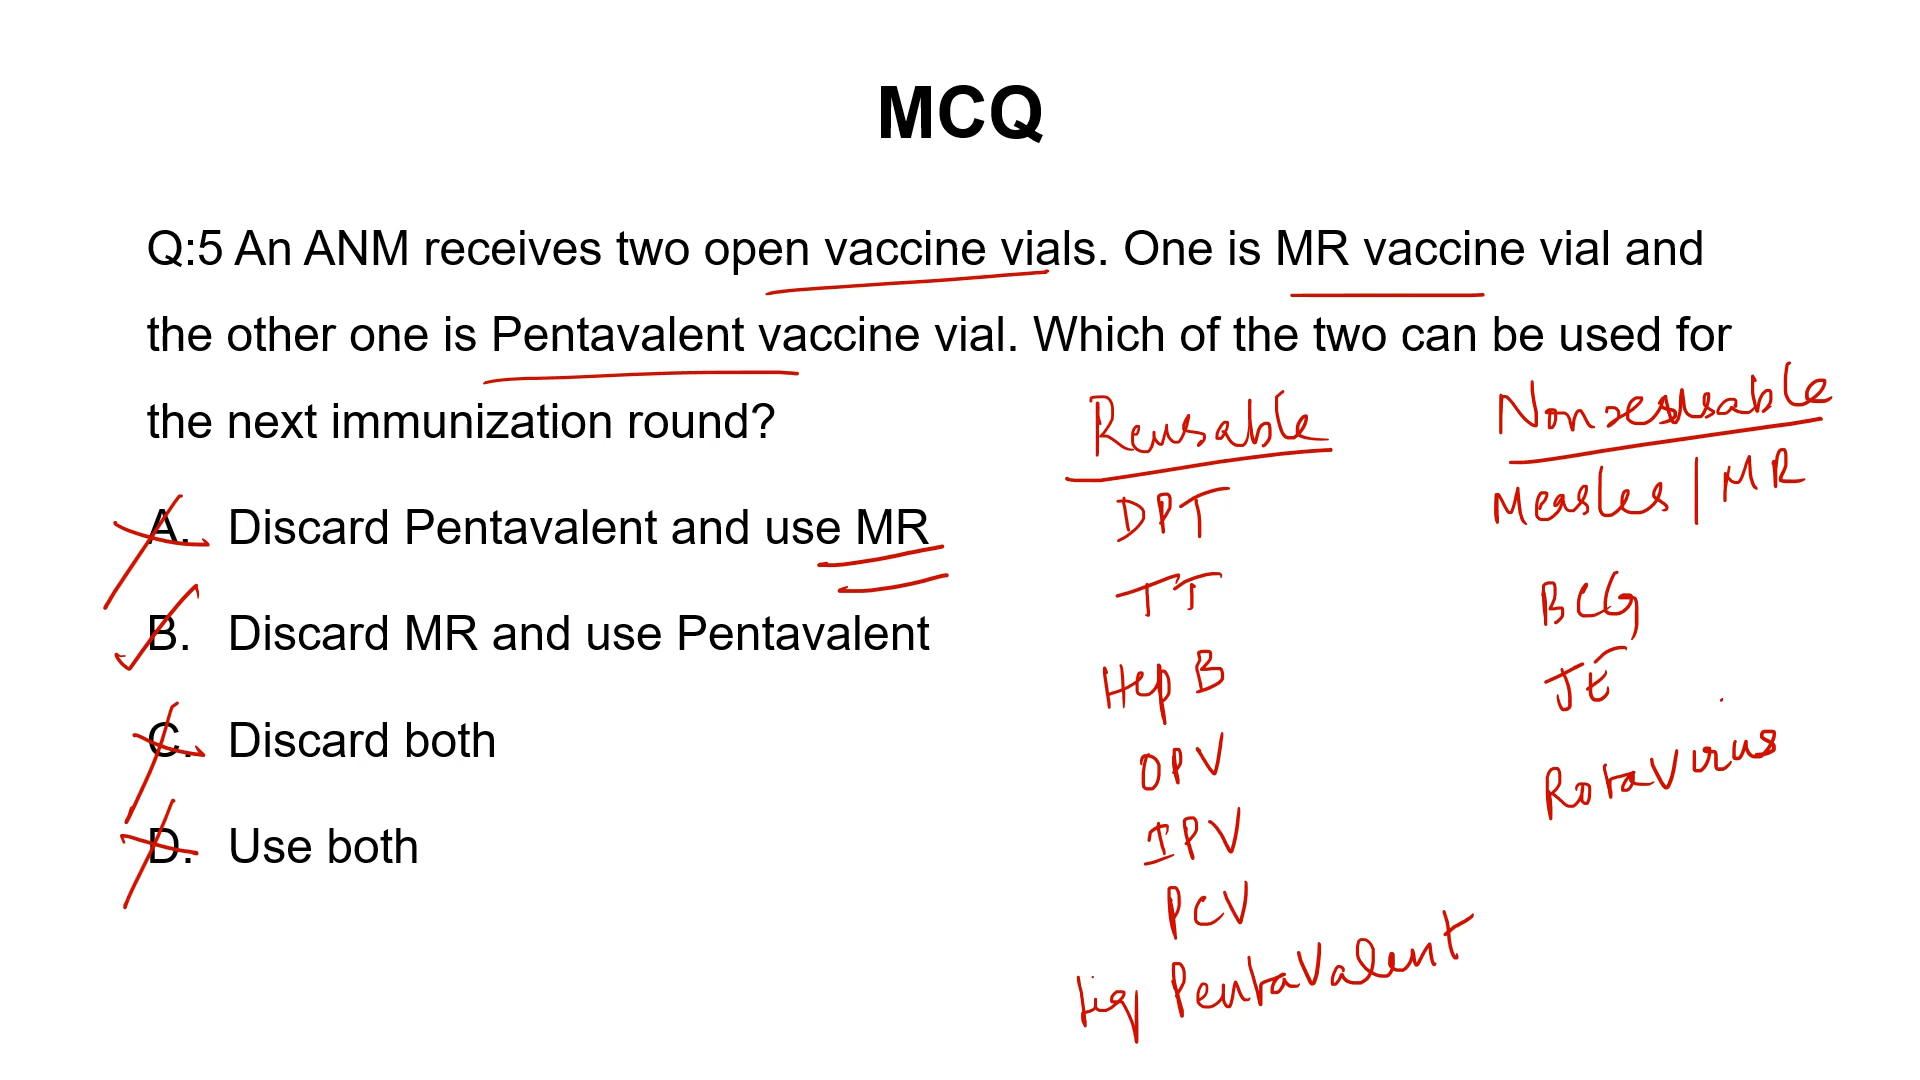 MCQ
Q:5 An ANM receives two open vaccine vials. One is MR vaccine vial and
the other one is Pentavalent vaccine vial. Which of the two can be used for
the next immunization round?
A. Discard Pentavalent and use MR
B. Discard MR and use Pentavalent
C. Discard both
D. Use both
Reusable
DPT
TT
Hep B
OPV
IPV
PCV
Liq Pentavalent
Nonreusable
Measles | MR
BCG
JE
Rotavirus